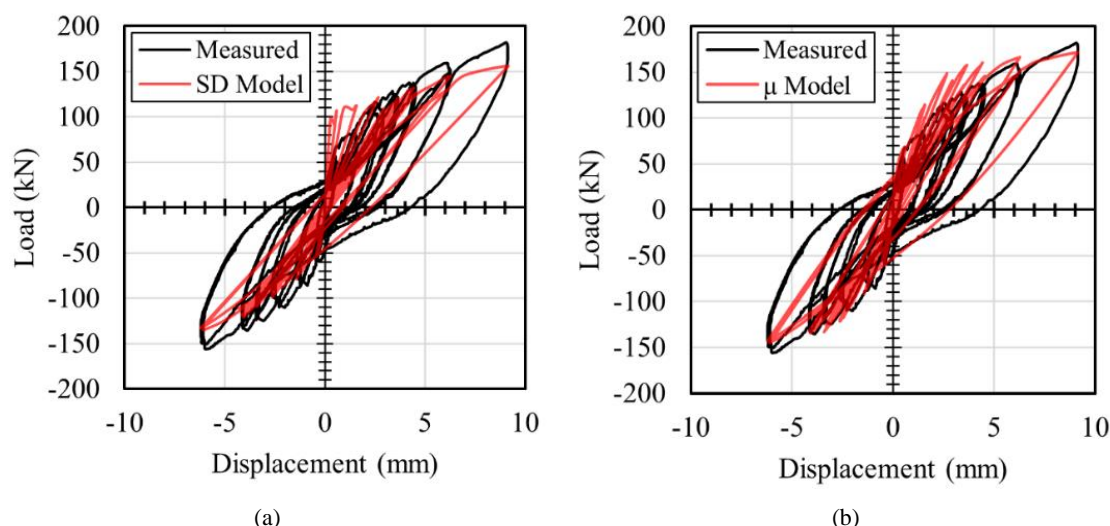 200
150
100
50
0
-50
-100
-150
-200
Load (kN)
Measured
SD Model
-10 -5 0 5 10
Displacement (mm)
(a)
200
150
100
50
0
-50
-100
-150
-200
Load (kN)
Measured
μ Model
-10 -5 0 5 10
Displacement (mm)
(b)